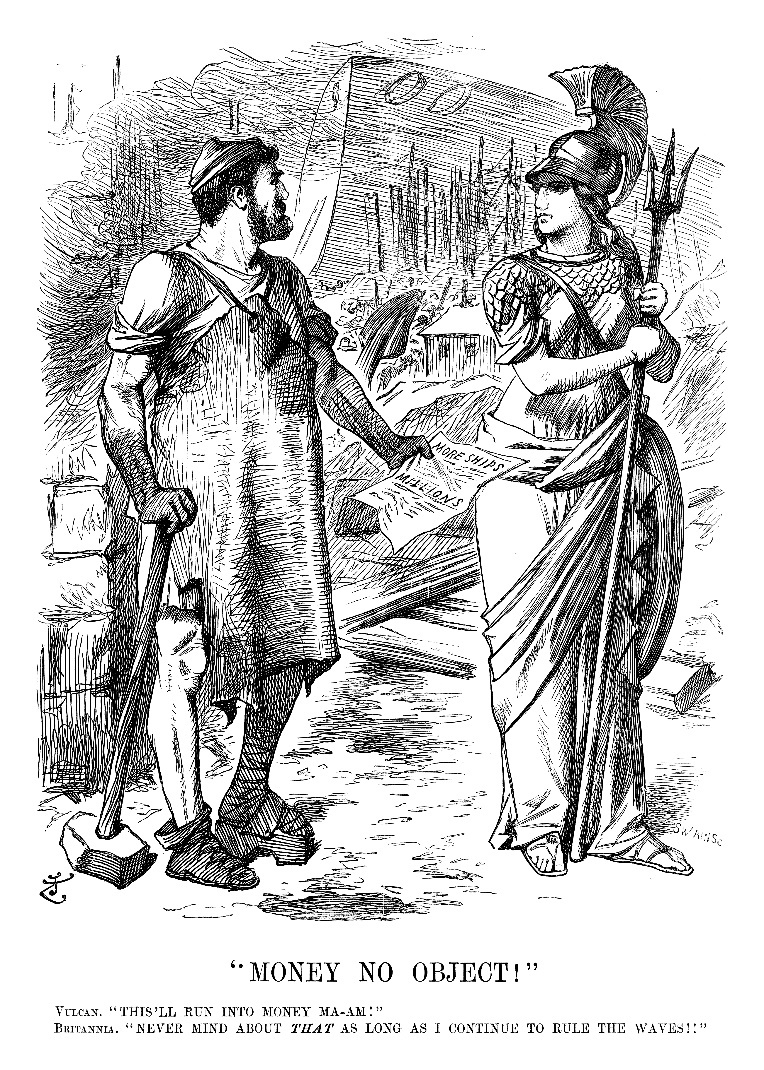 MORE SHIPS
MILLIONS
"MONEY NO OBJECT!"
VULCAN. "THIS'LL RUN INTO MONEY MA-AM!"
BRITANNIA. "NEVER MIND ABOUT THAT AS LONG AS I CONTINUE TO RULE THE WAVES!!"